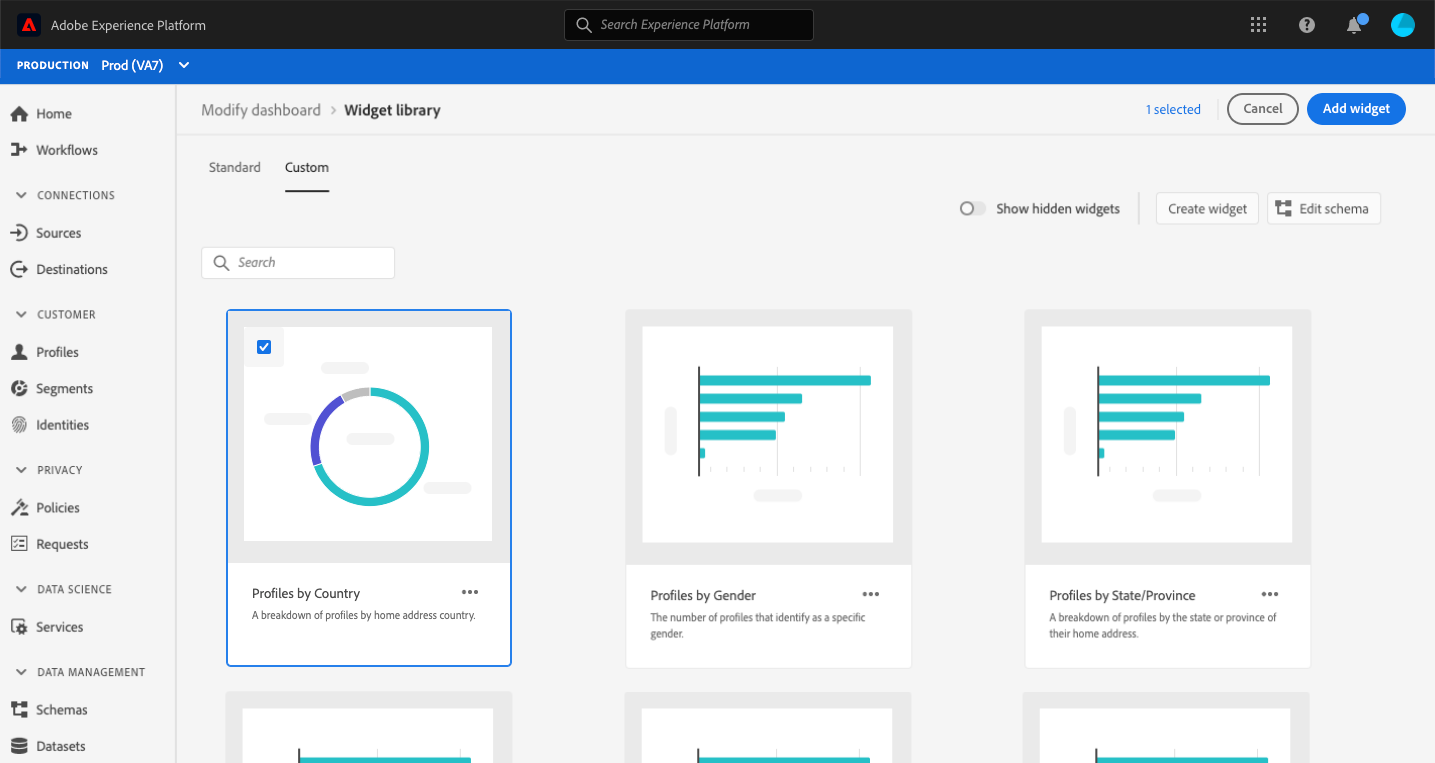 Adobe Experience Platform
Search Experience Platform
PRODUCTION Prod (VA7)
Home
Workflows
CONNECTIONS
Sources
Destinations
CUSTOMER
Profiles
Segments
Identities
PRIVACY
Policies
Requests
DATA SCIENCE
Services
DATA MANAGEMENT
Schemas
Datasets
Modify dashboard > Widget library
1 selected
Cancel
Add widget
Standard
Custom
Show hidden widgets
Create widget
Edit schema
Search
Profiles by Country
A breakdown of profiles by home address country.
Profiles by Gender
The number of profiles that identify as a specific
gender.
Profiles by State/Province
A breakdown of profiles by the state or province of
their home address.